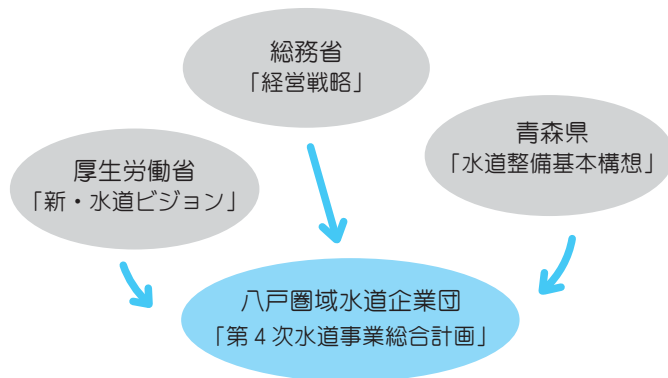 総務省
「経営戦略」
青森県
「水道整備基本構想」
厚生労働省
「新・水道ビジョン」
八戸圏域水道企業団
「第4次水道事業総合計画」